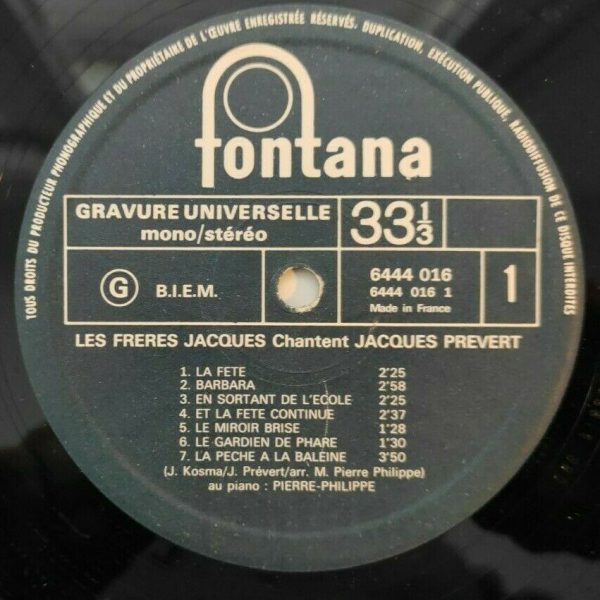 TOUS DROITS DU PRODUCTEUR PHONOGRAPHIQUE ET DU PROPRIÉTAIRE DE L'ŒUVRE ENREGISTRÉE RÉSERVÉS. DUPLICATION, EXÉCUTION PUBLIQUE, RADIODIFFUSION DE CE DISQUE INTERDITES
fontana
GRAVURE UNIVERSELLE
mono/stéréo
33 1/3
G B.I.E.M.
6444 016
6444 016 1
Made in France
1
LES FRERES JACQUES Chantent JACQUES PREVERT
1. LA FETE 2'25
2. BARBARA 2'58
3. EN SORTANT DE L'ECOLE 2'25
4. ET LA FETE CONTINUE 2'37
5. LE MIROIR BRISE 1'28
6. LE GARDIEN DE PHARE 1'30
7. LA PECHE A LA BALEINE 3'50
(J. Kosma/J. Prévert/arr. M. Pierre Philippe)
au piano : PIERRE-PHILIPPE